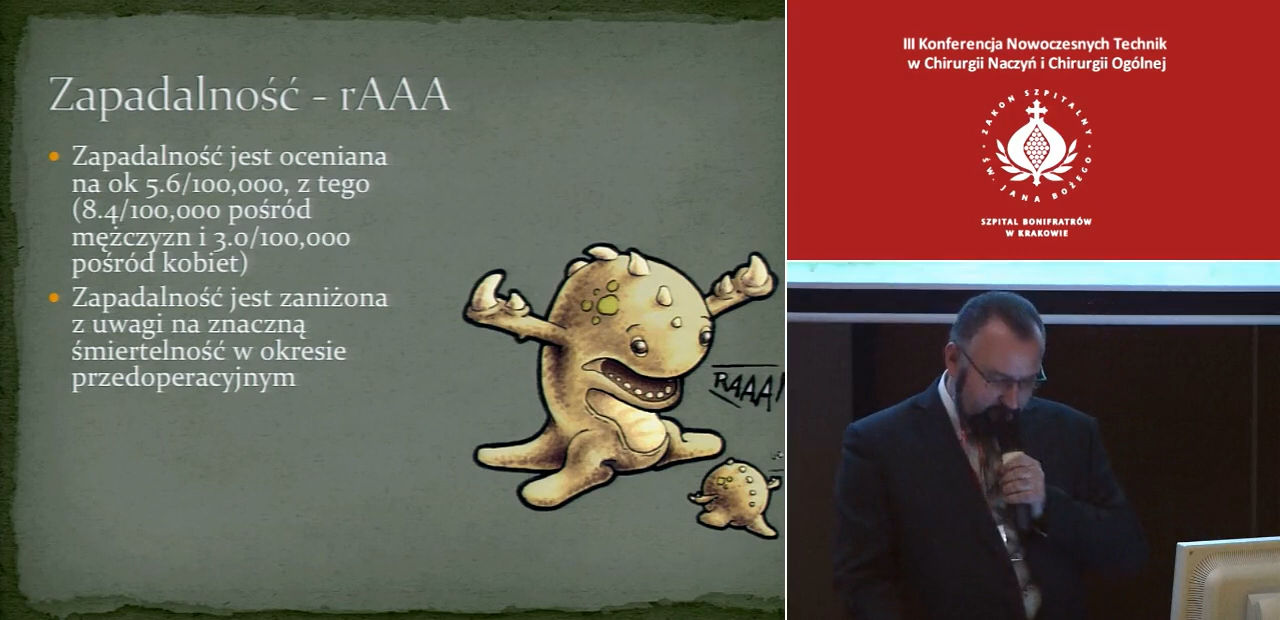 Zapadalność - rAAA
Zapadalność jest oceniana
na ok 5.6/100,000, z tego
(8.4/100,000 pośród
mężczyzn i 3.0/100,000
pośród kobiet)
Zapadalność jest zaniżona
z uwagi na znaczną
śmiertelność w okresie
przedoperacyjnym
RAAA!
III Konferencja Nowoczesnych Technik
w Chirurgii Naczyń i Chirurgii Ogólnej
ZAKON SZPITALNY
ŚW. JANA BOŻEGO
SZPITAL BONIFRATRÓW
W KRAKOWIE